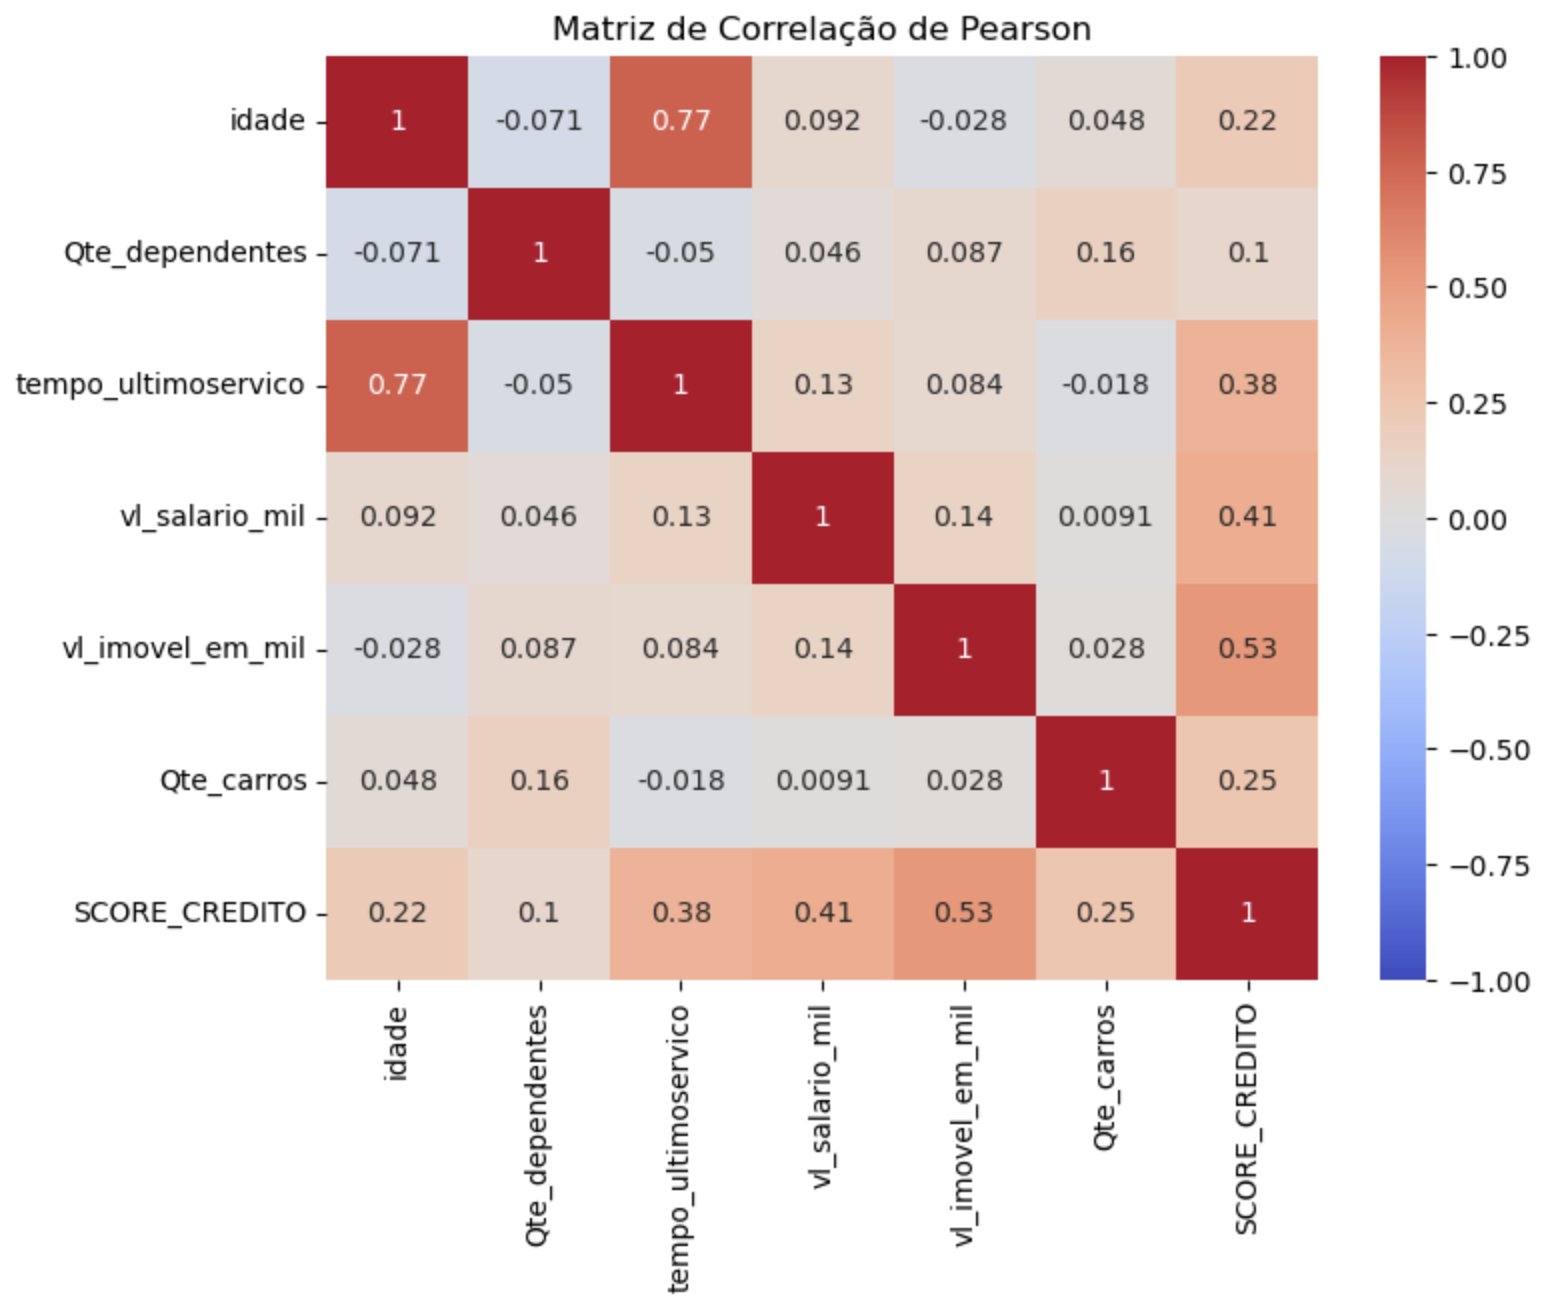 Matriz de Correlação de Pearson
idade 1 -0.071 0.77 0.092 -0.028 0.048 0.22
Qte_dependentes -0.071 1 -0.05 0.046 0.087 0.16 0.1
tempo_ultimoservico 0.77 -0.05 1 0.13 0.084 -0.018 0.38
vl_salario_mil 0.092 0.046 0.13 1 0.14 0.0091 0.41
vl_imovel_em_mil -0.028 0.087 0.084 0.14 1 0.028 0.53
Qte_carros 0.048 0.16 -0.018 0.0091 0.028 1 0.25
SCORE_CREDITO 0.22 0.1 0.38 0.41 0.53 0.25 1
idade
Qte_dependentes
tempo_ultimoservico
vl_salario_mil
vl_imovel_em_mil
Qte_carros
SCORE_CREDITO
1.00
0.75
0.50
0.25
0.00
−0.25
−0.50
−0.75
−1.00